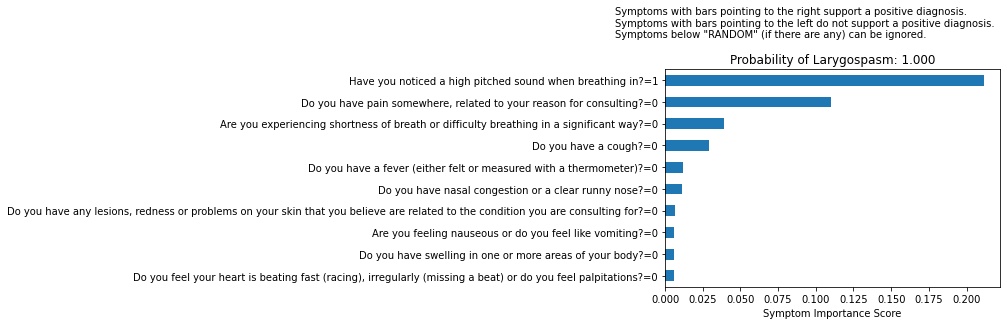 Symptoms with bars pointing to the right support a positive diagnosis.
Symptoms with bars pointing to the left do not support a positive diagnosis.
Symptoms below "RANDOM" (if there are any) can be ignored.
Probability of Larygospasm: 1.000
Have you noticed a high pitched sound when breathing in?=1
Do you have pain somewhere, related to your reason for consulting?=0
Are you experiencing shortness of breath or difficulty breathing in a significant way?=0
Do you have a cough?=0
Do you have a fever (either felt or measured with a thermometer)?=0
Do you have nasal congestion or a clear runny nose?=0
Do you have any lesions, redness or problems on your skin that you believe are related to the condition you are consulting for?=0
Are you feeling nauseous or do you feel like vomiting?=0
Do you have swelling in one or more areas of your body?=0
Do you feel your heart is beating fast (racing), irregularly (missing a beat) or do you feel palpitations?=0
0.000 0.025 0.050 0.075 0.100 0.125 0.150 0.175 0.200
Symptom Importance Score